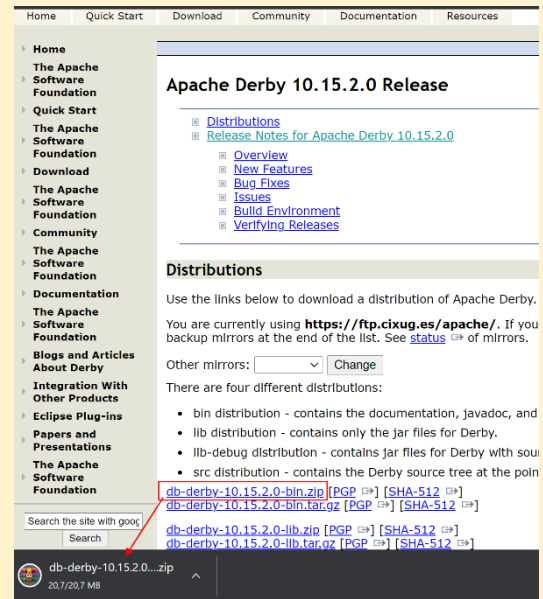 Home Quick Start Download Community Documentation Resources
Home
The Apache
Software
Foundation
Quick Start
The Apache
Software
Foundation
Download
The Apache
Software
Foundation
Community
The Apache
Software
Foundation
Documentation
The Apache
Software
Foundation
Blogs and Articles
About Derby
Integration With
Other Products
Eclipse Plug-ins
Papers and
Presentations
The Apache
Software
Foundation
Search the site with goog
Search
Apache Derby 10.15.2.0 Release
Distributions
Release Notes for Apache Derby 10.15.2.0
Overview
New Features
Bug Fixes
Issues
Build Environment
Verifying Releases
Distributions
Use the links below to download a distribution of Apache Derby.
You are currently using https://ftp.cixug.es/apache/. If you
backup mirrors at the end of the list. See status of mirrors.
Other mirrors: Change
There are four different distributions:
• bin distribution - contains the documentation, javadoc, and
• lib distribution - contains only the jar files for Derby.
• lib-debug distribution - contains jar files for Derby with sour
• src distribution - contains the Derby source tree at the poin
db-derby-10.15.2.0-bin.zip [PGP] [SHA-512]
db-derby-10.15.2.0-bin.tar.gz [PGP] [SHA-512]
db-derby-10.15.2.0-lib.zip [PGP] [SHA-512]
db-derby-10.15.2.0-lib.tar.gz [PGP] [SHA-512]
db-derby-10.15.2.0....zip
20,7/20,7 MB